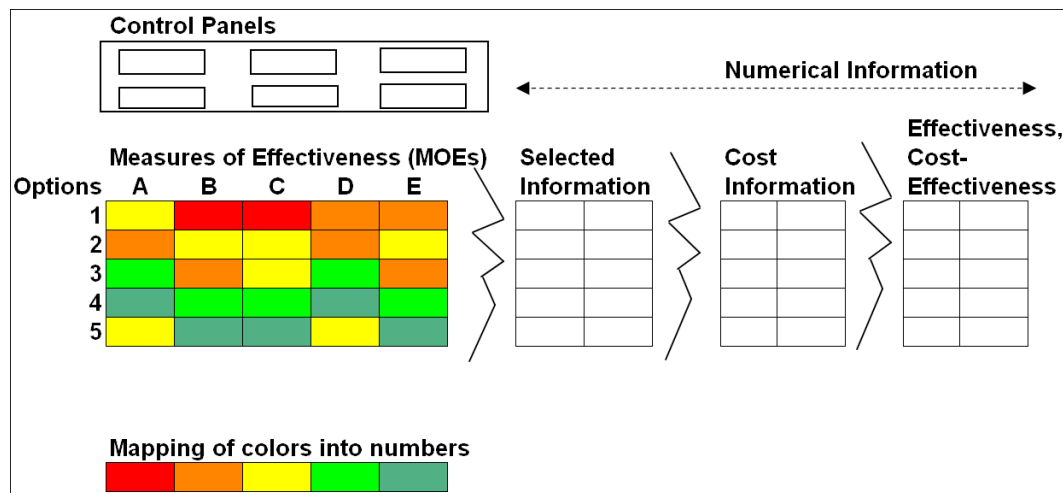 Control Panels
Numerical Information
Measures of Effectiveness (MOEs)
Options A B C D E
1
2
3
4
5
Selected
Information
Cost
Information
Effectiveness,
Cost-
Effectiveness
Mapping of colors into numbers